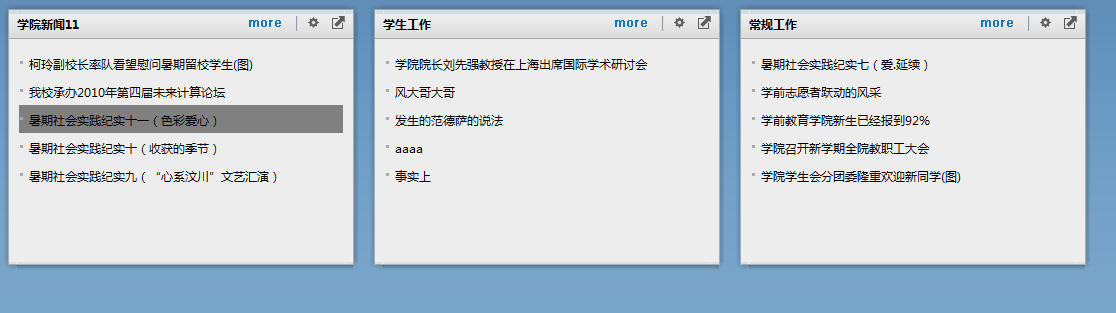 学院新闻11 more
柯玲副校长率队看望慰问暑期留校学生(图)
我校承办2010年第四届未来计算论坛
暑期社会实践纪实十一（色彩爱心）
暑期社会实践纪实十（收获的季节）
暑期社会实践纪实九（“心系汶川”文艺汇演）
学生工作 more
学院院长刘先强教授在上海出席国际学术研讨会
风大哥大哥
发生的范德萨的说法
aaaa
事实上
常规工作 more
暑期社会实践纪实七（爱.延续）
学前志愿者跃动的风采
学前教育学院新生已经报到92%
学院召开新学期全院教职工大会
学院学生会分团委隆重欢迎新同学(图)